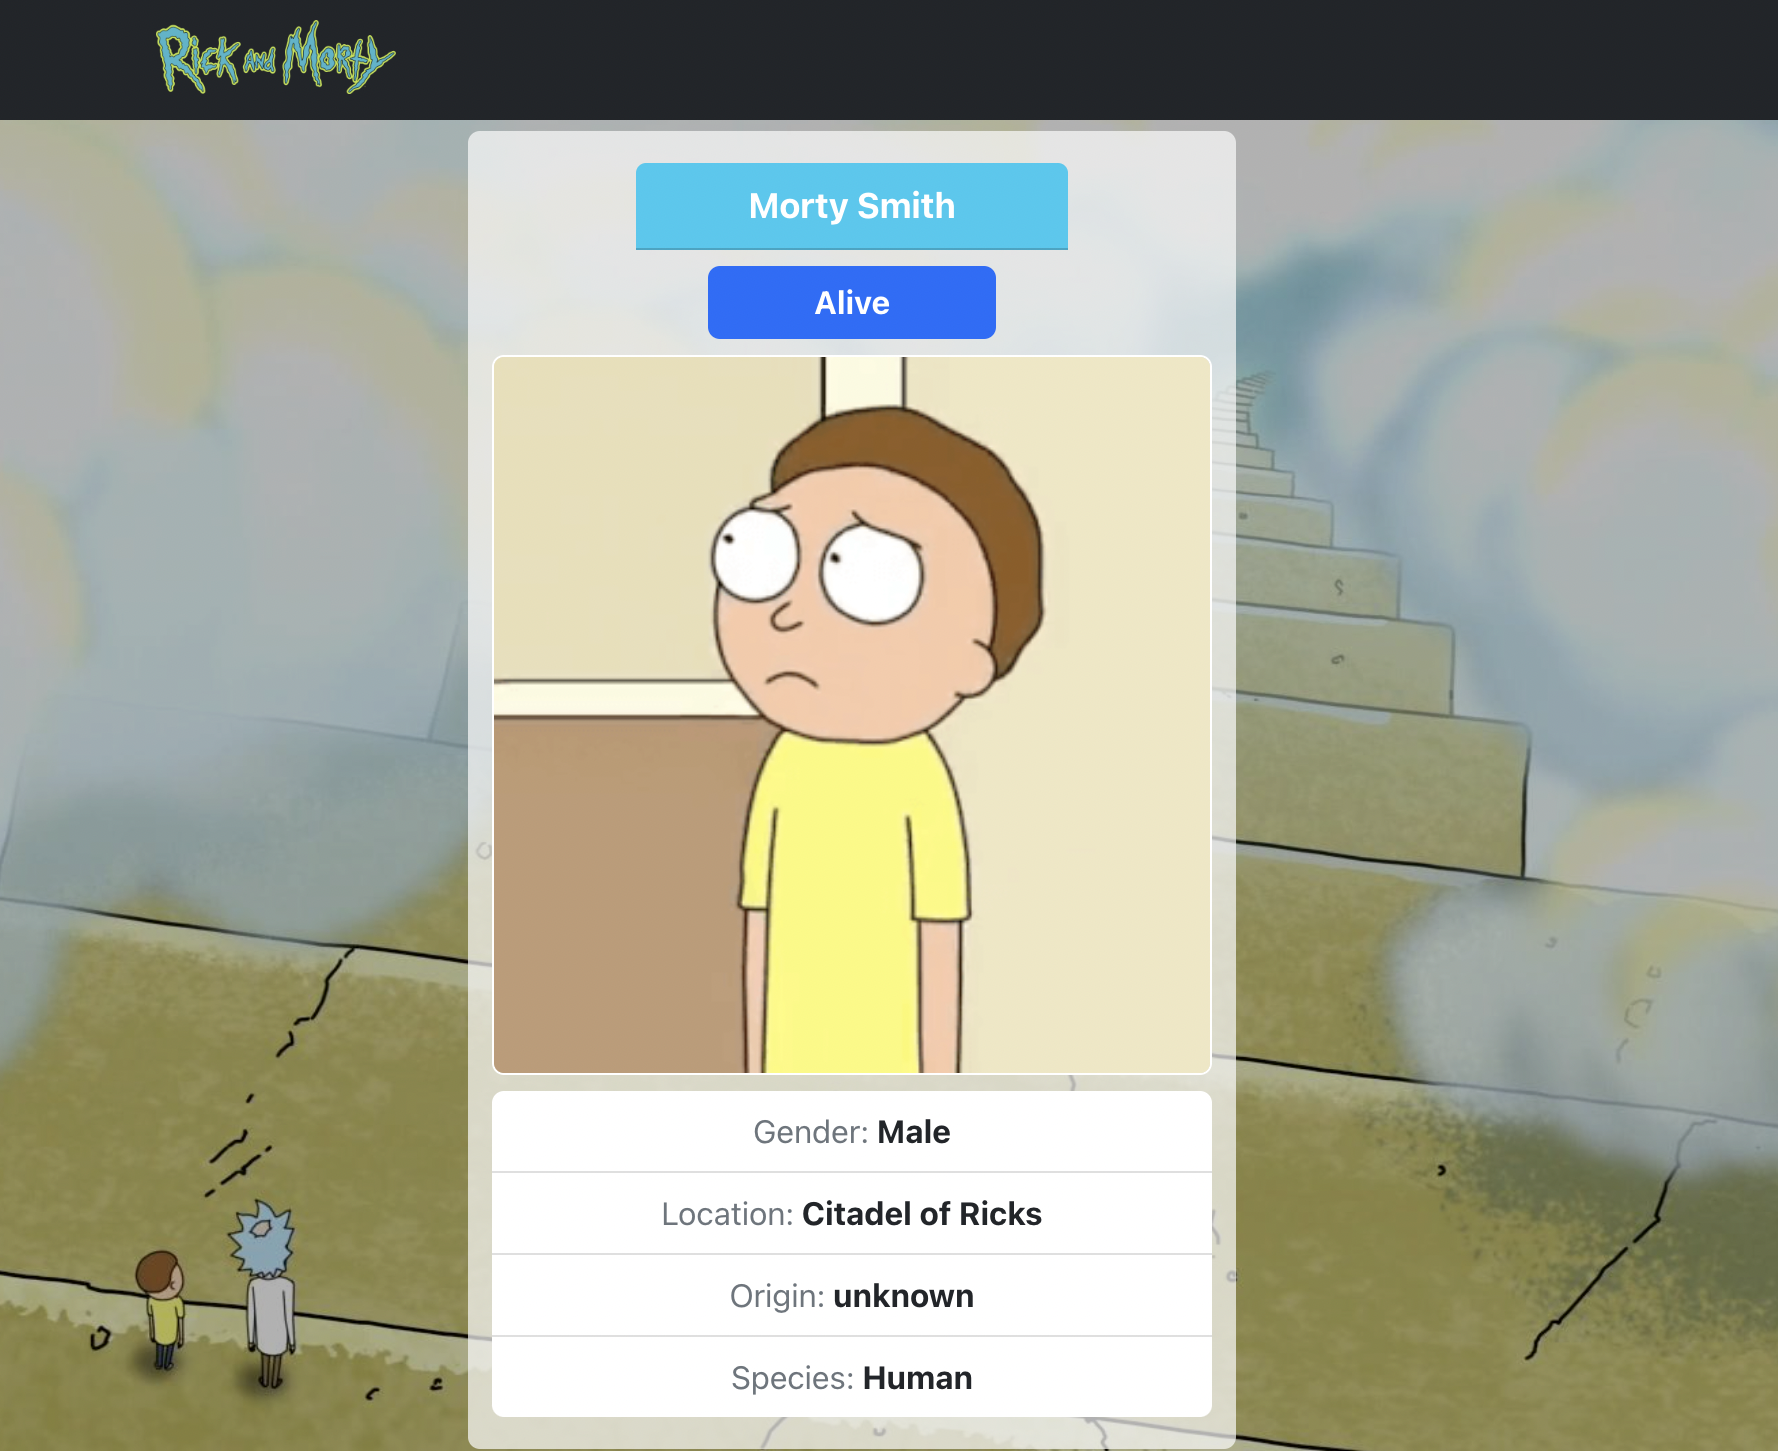 Rick and Morty
Morty Smith
Alive
Gender: Male
Location: Citadel of Ricks
Origin: unknown
Species: Human